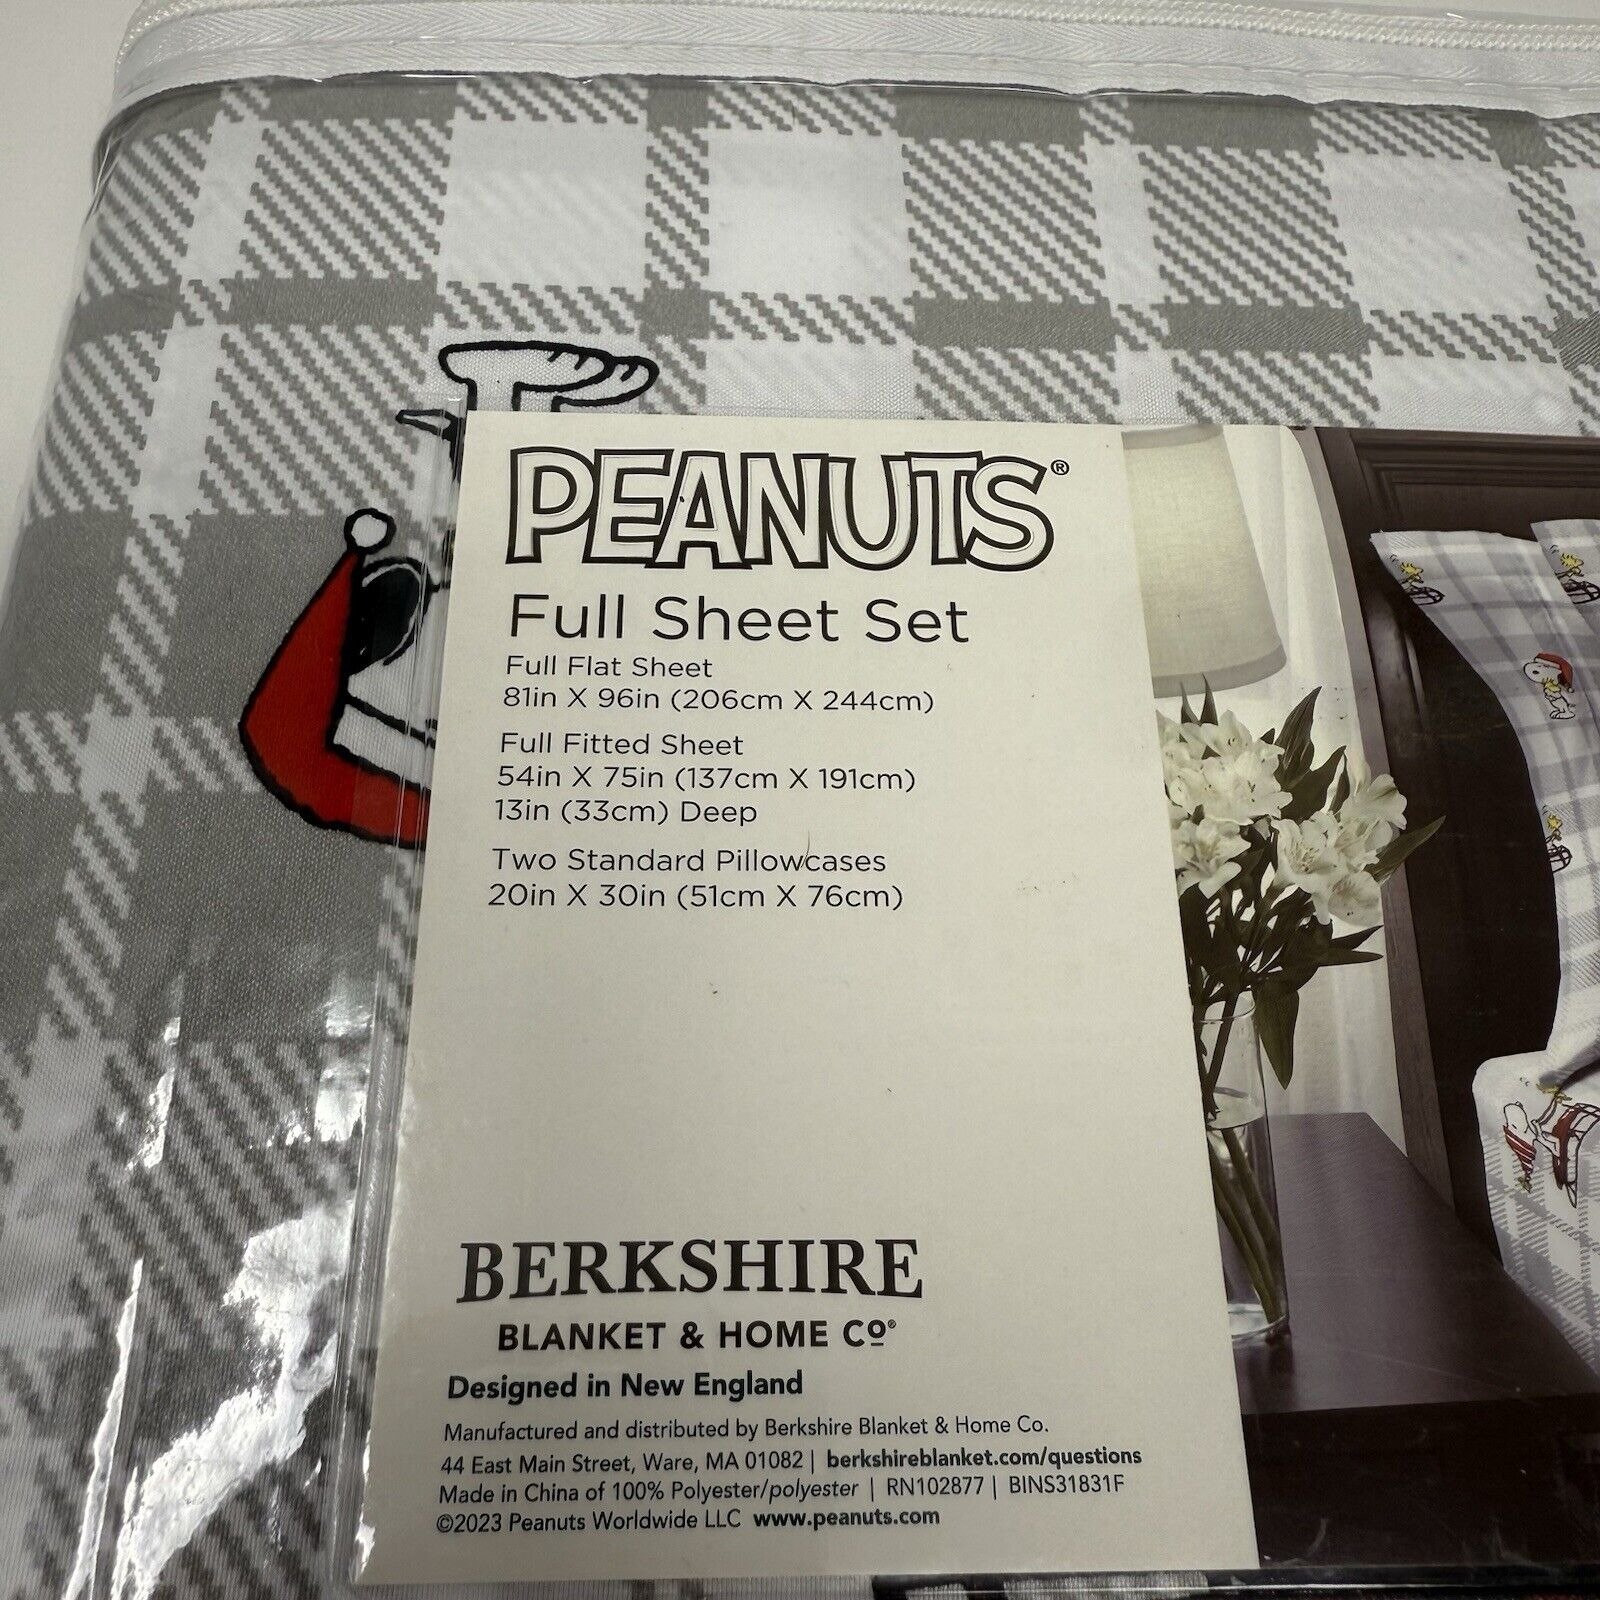 PEANUTS®
Full Sheet Set
Full Flat Sheet
81in X 96in (206cm X 244cm)
Full Fitted Sheet
54in X 75in (137cm X 191cm)
13in (33cm) Deep
Two Standard Pillowcases
20in X 30in (51cm X 76cm)
BERKSHIRE
BLANKET & HOME Cº®
Designed in New England
Manufactured and distributed by Berkshire Blanket & Home Co.
44 East Main Street, Ware, MA 01082 | berkshireblanket.com/questions
Made in China of 100% Polyester/polyester | RN102877 | BINS31831F
©2023 Peanuts Worldwide LLC www.peanuts.com